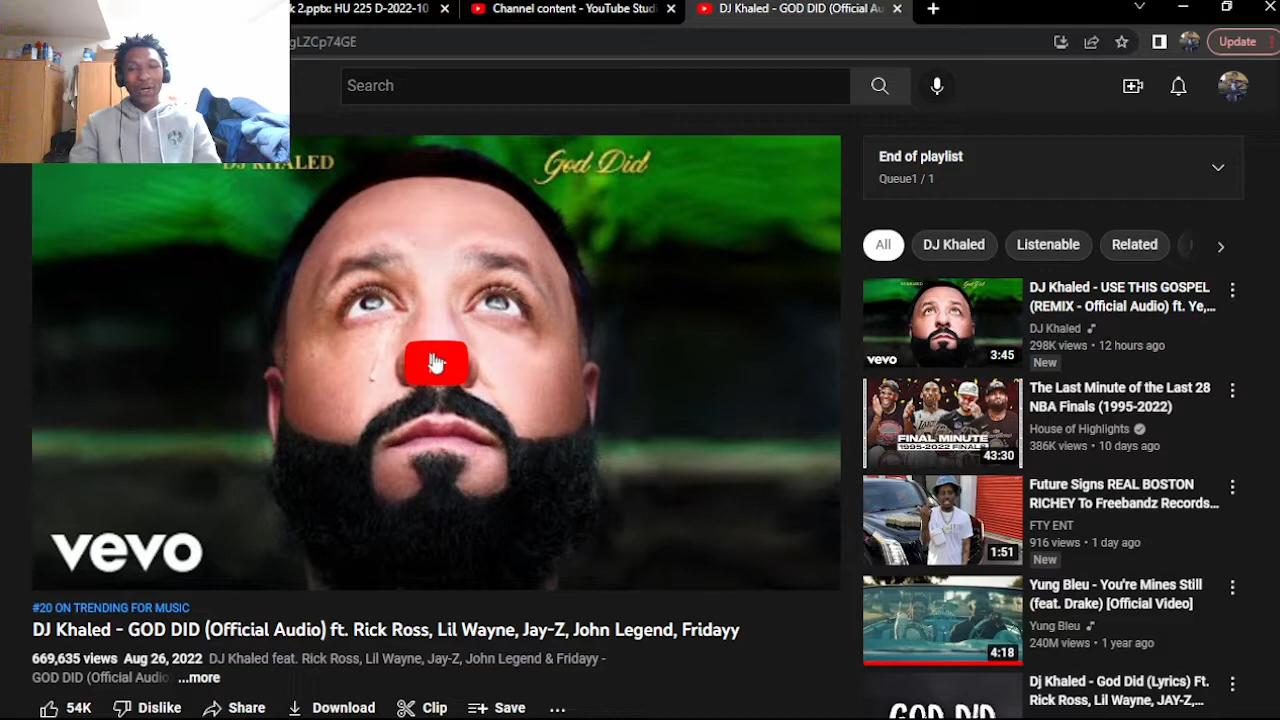 k 2.pptx: HU 225 D-2022-10
Channel content - YouTube Studi
DJ Khaled - GOD DID (Official Au
gLZCp74GE
Update
Search
DJ KHALED
God Did
vevo
#20 ON TRENDING FOR MUSIC
DJ Khaled - GOD DID (Official Audio) ft. Rick Ross, Lil Wayne, Jay-Z, John Legend, Fridayy
669,635 views Aug 26, 2022 DJ Khaled feat. Rick Ross, Lil Wayne, Jay-Z, John Legend & Fridayy -
GOD DID (Official Audio ...more
54K Dislike Share Download Clip Save ...
End of playlist
Queue1 / 1
All DJ Khaled Listenable Related
God Did
vevo
3:45
DJ Khaled - USE THIS GOSPEL
(REMIX - Official Audio) ft. Ye,...
DJ Khaled
298K views • 12 hours ago
New
FINAL MINUTE
1995-2022 FINALS
43:30
The Last Minute of the Last 28
NBA Finals (1995-2022)
House of Highlights
386K views • 10 days ago
1:51
Future Signs REAL BOSTON
RICHEY To Freebandz Records...
FTY ENT
916 views • 1 day ago
New
4:18
Yung Bleu - You're Mines Still
(feat. Drake) [Official Video]
Yung Bleu
240M views • 1 year ago
GOD DID
Dj Khaled - God Did (Lyrics) Ft.
Rick Ross, Lil Wayne, JAY-Z,...